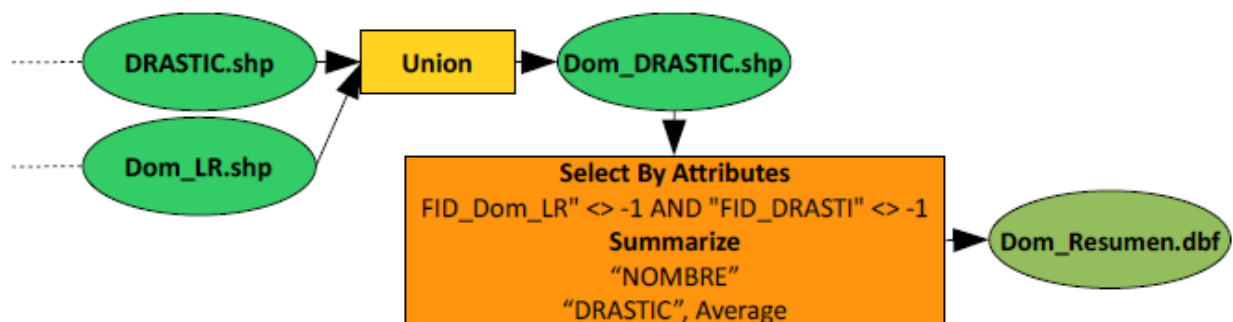 DRASTIC.shp
Union
Dom_DRASTIC.shp
Dom_LR.shp
Select By Attributes
FID_Dom_LR" <> -1 AND "FID_DRASTI" <> -1
Summarize
“NOMBRE”
“DRASTIC”, Average
Dom_Resumen.dbf